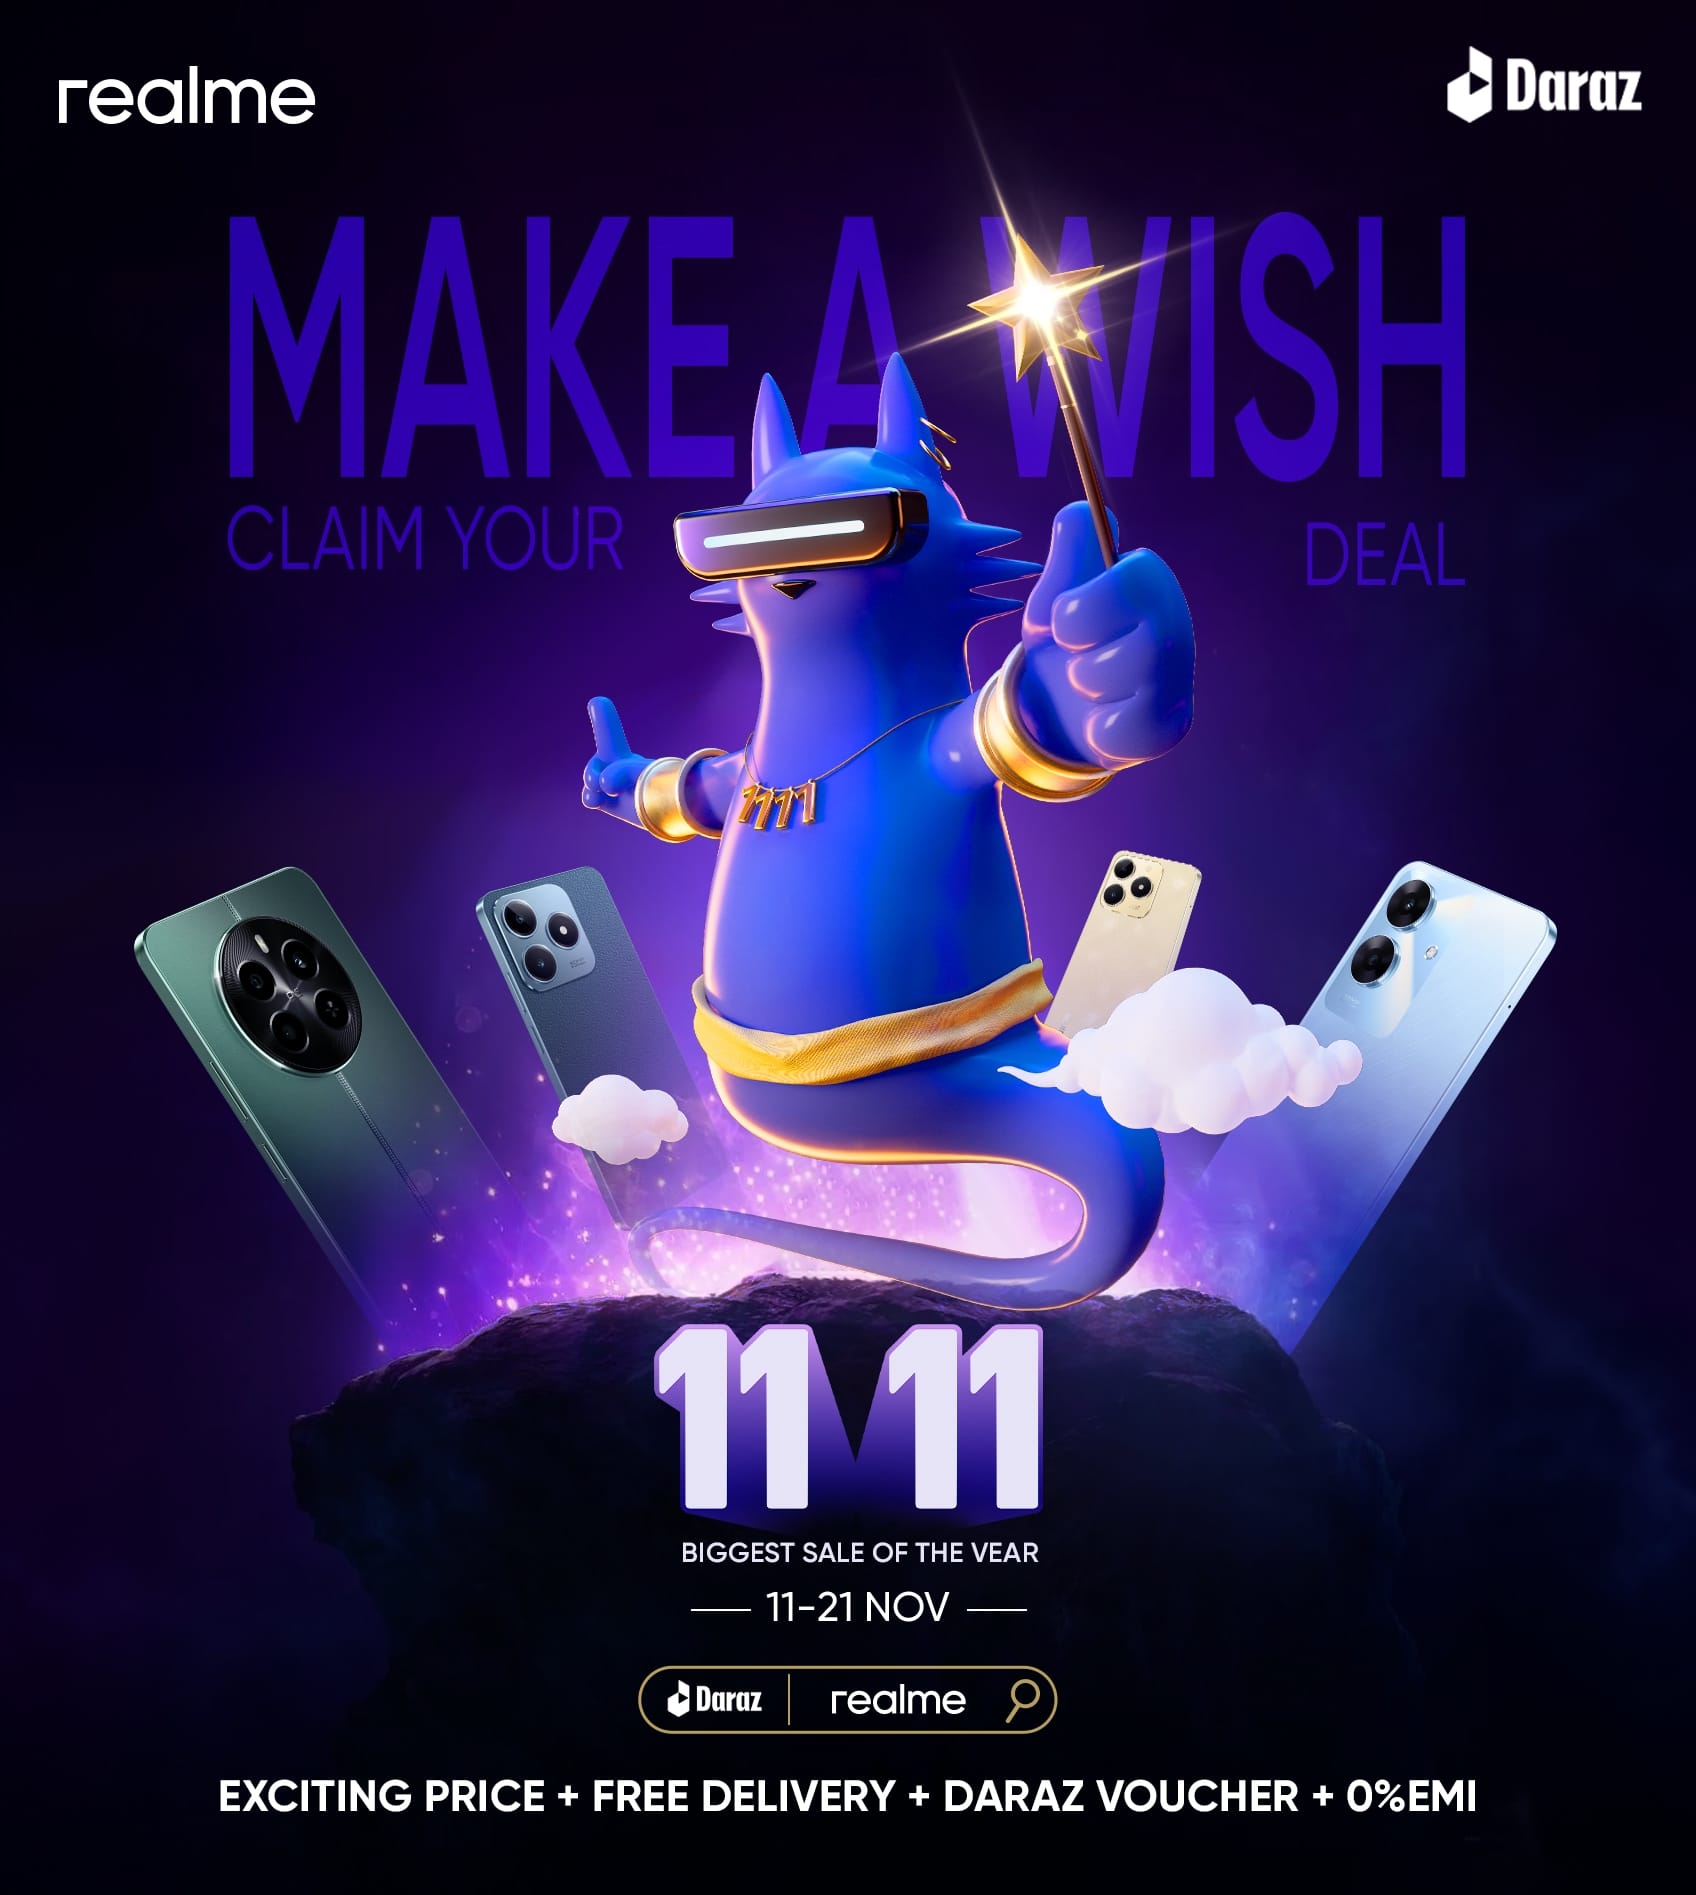 realme
Daraz
MAKE A WISH
CLAIM YOUR DEAL
1111
11 11
BIGGEST SALE OF THE VEAR
11-21 NOV
Daraz | realme
EXCITING PRICE + FREE DELIVERY + DARAZ VOUCHER + 0%EMI